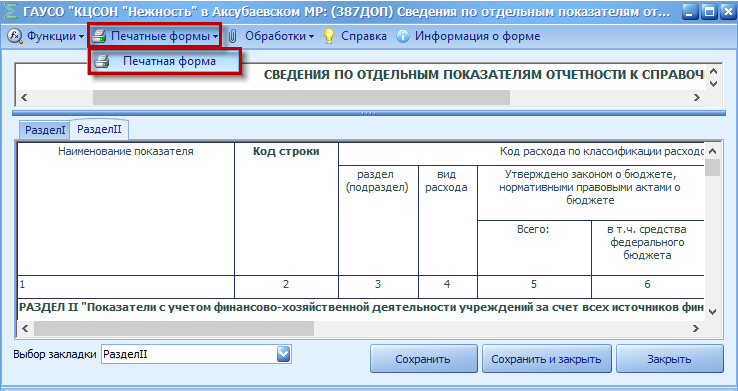 ГАУСО "КЦСОН "Нежность" в Аксубаевском МР: (387ДОП) Сведения по отдельным показателям от...
Функции Печатные формы Обработки Справка Информация о форме
Печатная форма
СВЕДЕНИЯ ПО ОТДЕЛЬНЫМ ПОКАЗАТЕЛЯМ ОТЧЕТНОСТИ К СПРАВОЧ
РазделI РазделII
Наименование показателя
Код строки
Код расхода по классификации расходо
раздел
(подраздел)
вид
расхода
Утверждено законом о бюджете,
нормативными правовыми актами о
бюджете
Всего:
в т.ч. средства
федерального
бюджета
1 2 3 4 5 6
РАЗДЕЛ II "Показатели с учетом финансово-хозяйственной деятельности учреждений за счет всех источников фин
Выбор закладки РазделII
Сохранить Сохранить и закрыть Закрыть